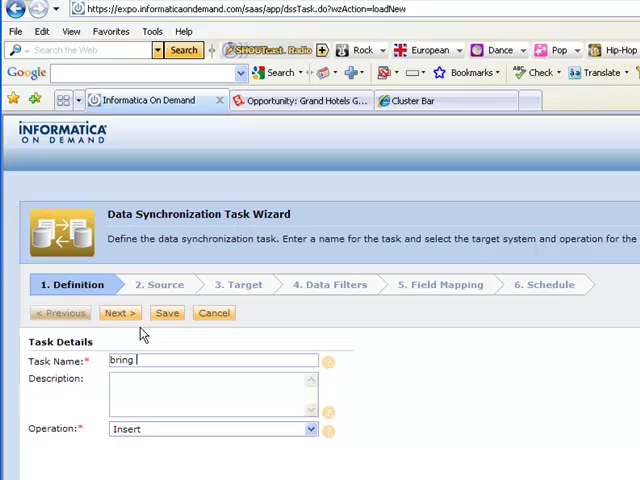 https://expo.informaticaondemand.com/saas/app/dssTask.do?wzAction=loadNew
File Edit View Favorites Tools Help
Search the Web Search SHOUTcast Radio Rock European Dance Pop Hip-Hop
Google Search Bookmarks Check Translate
Informatica On Demand Opportunity: Grand Hotels G... Cluster Bar
INFORMATICA
ON DEMAND
Data Synchronization Task Wizard
Define the data synchronization task. Enter a name for the task and select the target system and operation for the
1. Definition 2. Source 3. Target 4. Data Filters 5. Field Mapping 6. Schedule
< Previous Next > Save Cancel
Task Details
Task Name:* bring
Description:
Operation:* Insert